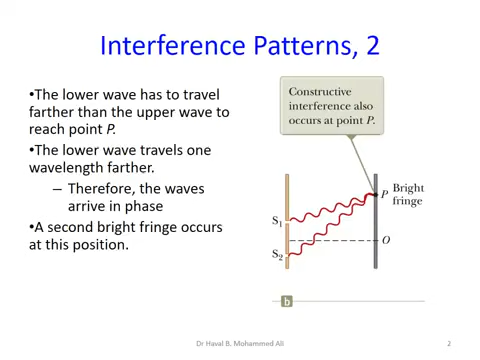 Interference Patterns, 2
•The lower wave has to travel
farther than the upper wave to
reach point P.
•The lower wave travels one
wavelength farther.
– Therefore, the waves
arrive in phase
•A second bright fringe occurs
at this position.
Constructive
interference also
occurs at point P.
P Bright
fringe
S1
O
S2
b
Dr Haval B. Mohammed Ali
2